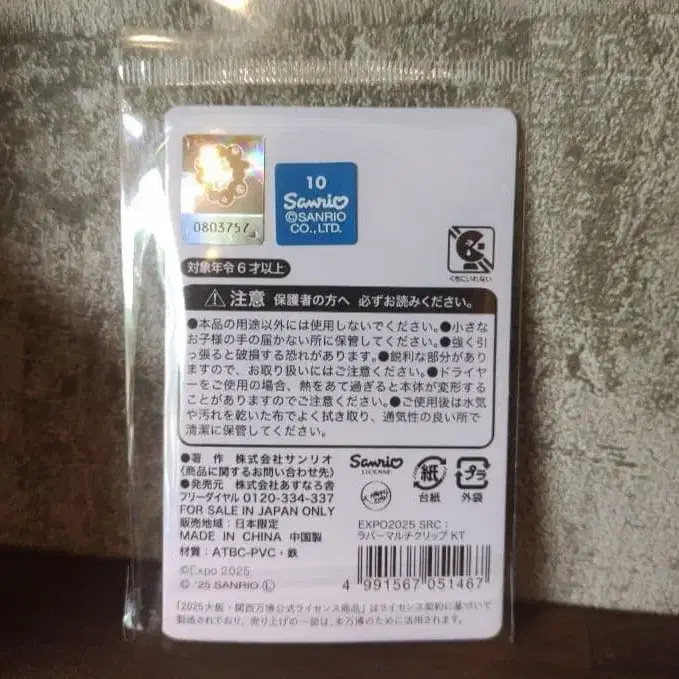 0803757
10
Sanrio
©SANRIO
CO.,LTD.
くちにいれない
対象年令6才以上
⚠注意 保護者の方へ 必ずお読みください。
●本品の用途以外には使用しないでください。●小さな
お子様の手の届かない所に保管してください。●強く引
っ張ると破損する恐れがあります。●鋭利な部分があり
ますので、お取り扱いにはご注意ください。●ドライヤ
ーをご使用の場合、熱をあて過ぎると本体が変形する
ことがありますのでご注意ください。●ご使用後は水気
や汚れを乾いた布でよく拭き取り、通気性の良い所で
清潔に保管してください。
●著 作 株式会社サンリオ
〈商品に関するお問い合わせ先〉
●発売元 株式会社あすなろ舎
フリーダイヤル 0120-334-337
FOR SALE IN JAPAN ONLY
販売地域：日本限定
MADE IN CHINA 中国製
材質：ATBC-PVC・鉄
©Expo 2025
© '25 SANRIO Ⓛ
Sanrio
LICENSE
紙
台紙
プラ
外袋
EXPO2025 SRC：
ラバーマルチクリップ KT
4 991567 051467
「2025大阪・関西万博公式ライセンス商品」はライセンス契約に基づいて
製造されており、売り上げの一部は、本万博のために活用されます。